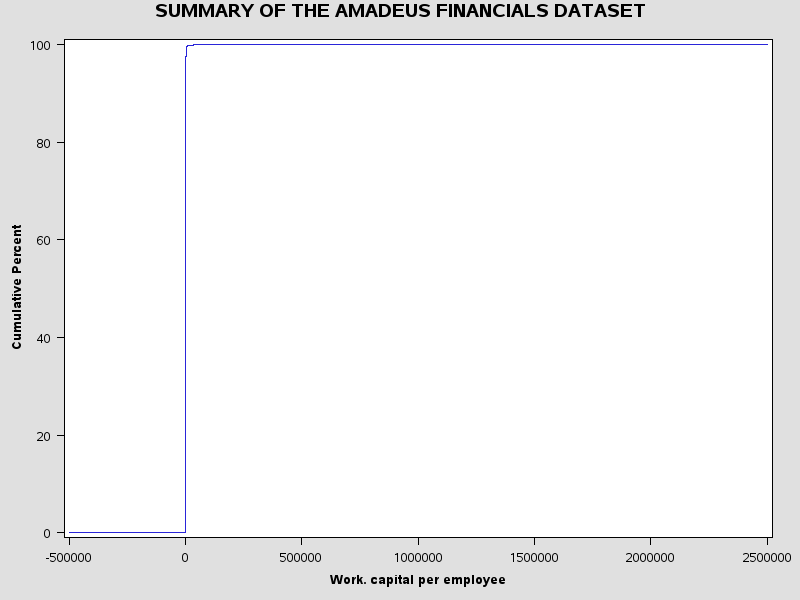 SUMMARY OF THE AMADEUS FINANCIALS DATASET
100
80
60
40
20
0
Cumulative Percent
-500000 0 500000 1000000 1500000 2000000 2500000
Work. capital per employee